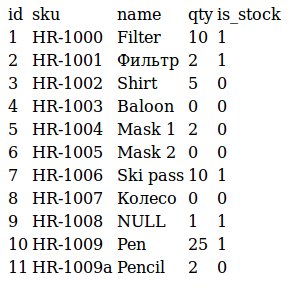 id sku name qty is_stock
1 HR-1000 Filter 10 1
2 HR-1001 Фильтр 2 1
3 HR-1002 Shirt 5 0
4 HR-1003 Baloon 0 0
5 HR-1004 Mask 1 2 0
6 HR-1005 Mask 2 0 0
7 HR-1006 Ski pass 10 1
8 HR-1007 Колесо 0 0
9 HR-1008 NULL 1 1
10 HR-1009 Pen 25 1
11 HR-1009a Pencil 2 0